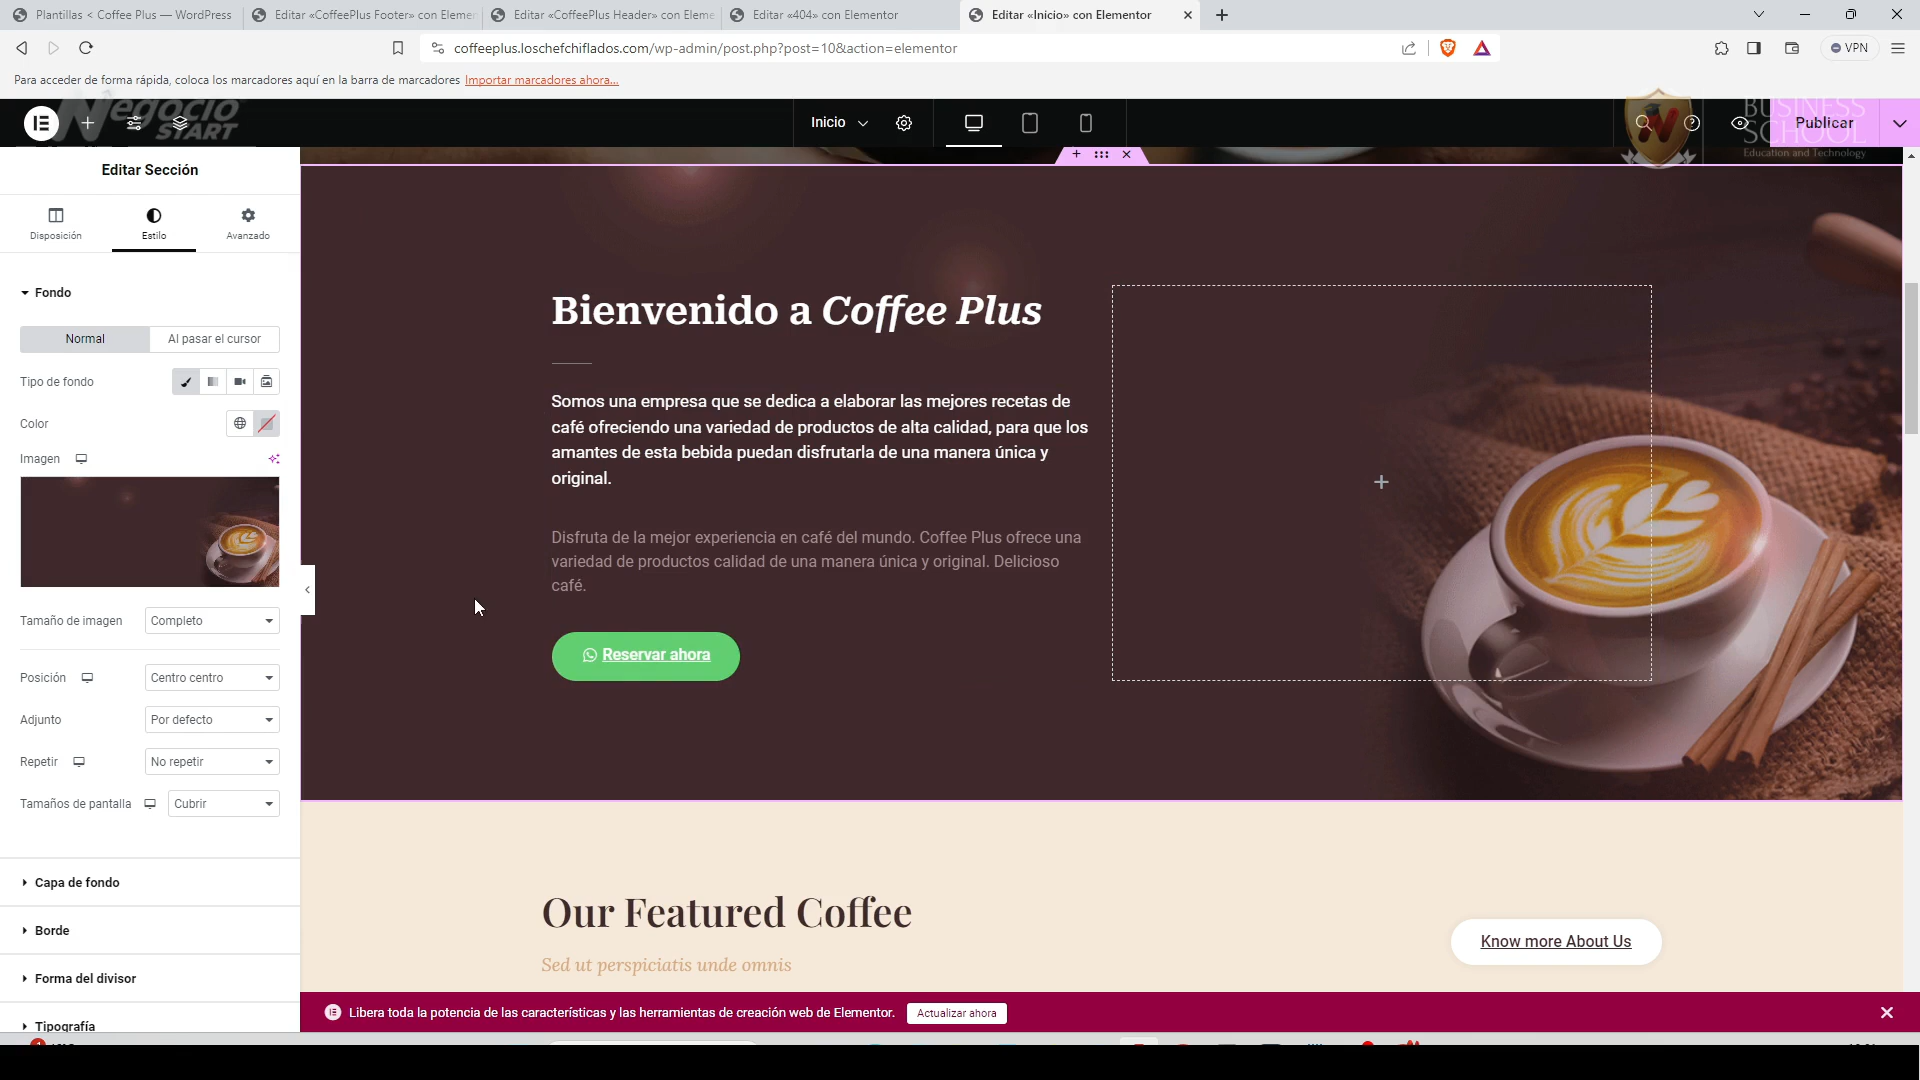 Plantillas < Coffee Plus — WordPress
Editar «CoffeePlus Footer» con Elemen
Editar «CoffeePlus Header» con Eleme
Editar «404» con Elementor
Editar «Inicio» con Elementor
coffeeplus.loschefchiflados.com/wp-admin/post.php?post=10&action=elementor
VPN
Para acceder de forma rápida, coloca los marcadores aquí en la barra de marcadores Importar marcadores ahora...
Negocio
START
Inicio
Publicar
BUSINESS
SCHOOL
Education and Technology
Editar Sección
Disposición
Estilo
Avanzado
Fondo
Normal
Al pasar el cursor
Tipo de fondo
Color
Imagen
Tamaño de imagen
Completo
Posición
Centro centro
Adjunto
Por defecto
Repetir
No repetir
Tamaños de pantalla
Cubrir
Capa de fondo
Borde
Forma del divisor
Tipografía
Bienvenido a Coffee Plus
Somos una empresa que se dedica a elaborar las mejores recetas de
café ofreciendo una variedad de productos de alta calidad, para que los
amantes de esta bebida puedan disfrutarla de una manera única y
original.
Disfruta de la mejor experiencia en café del mundo. Coffee Plus ofrece una
variedad de productos calidad de una manera única y original. Delicioso
café.
Reservar ahora
Our Featured Coffee
Sed ut perspiciatis unde omnis
Know more About Us
Libera toda la potencia de las características y las herramientas de creación web de Elementor.
Actualizar ahora